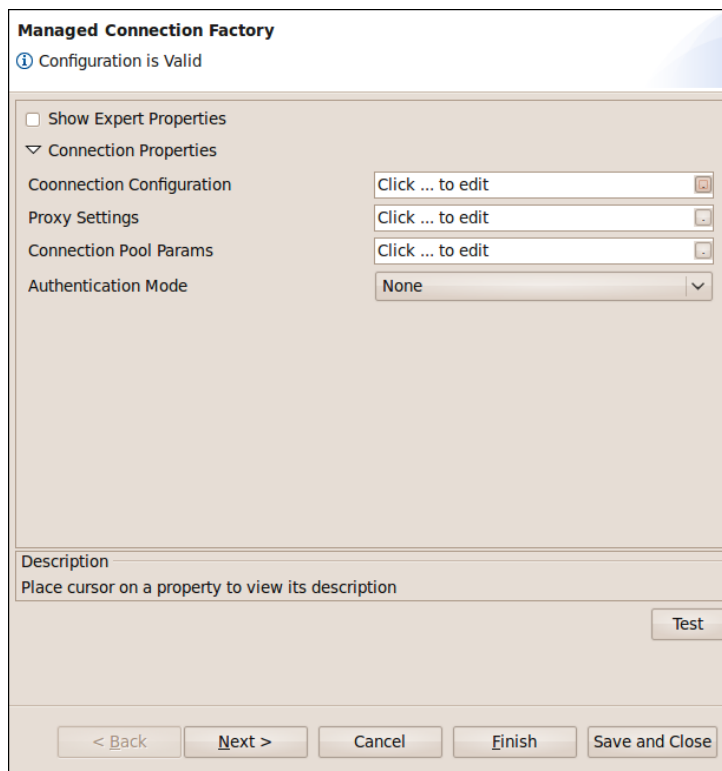 Managed Connection Factory
Configuration is Valid
Show Expert Properties
Connection Properties
Coonnection Configuration Click ... to edit
Proxy Settings Click ... to edit
Connection Pool Params Click ... to edit
Authentication Mode None
Description
Place cursor on a property to view its description
Test
< Back Next > Cancel Finish Save and Close